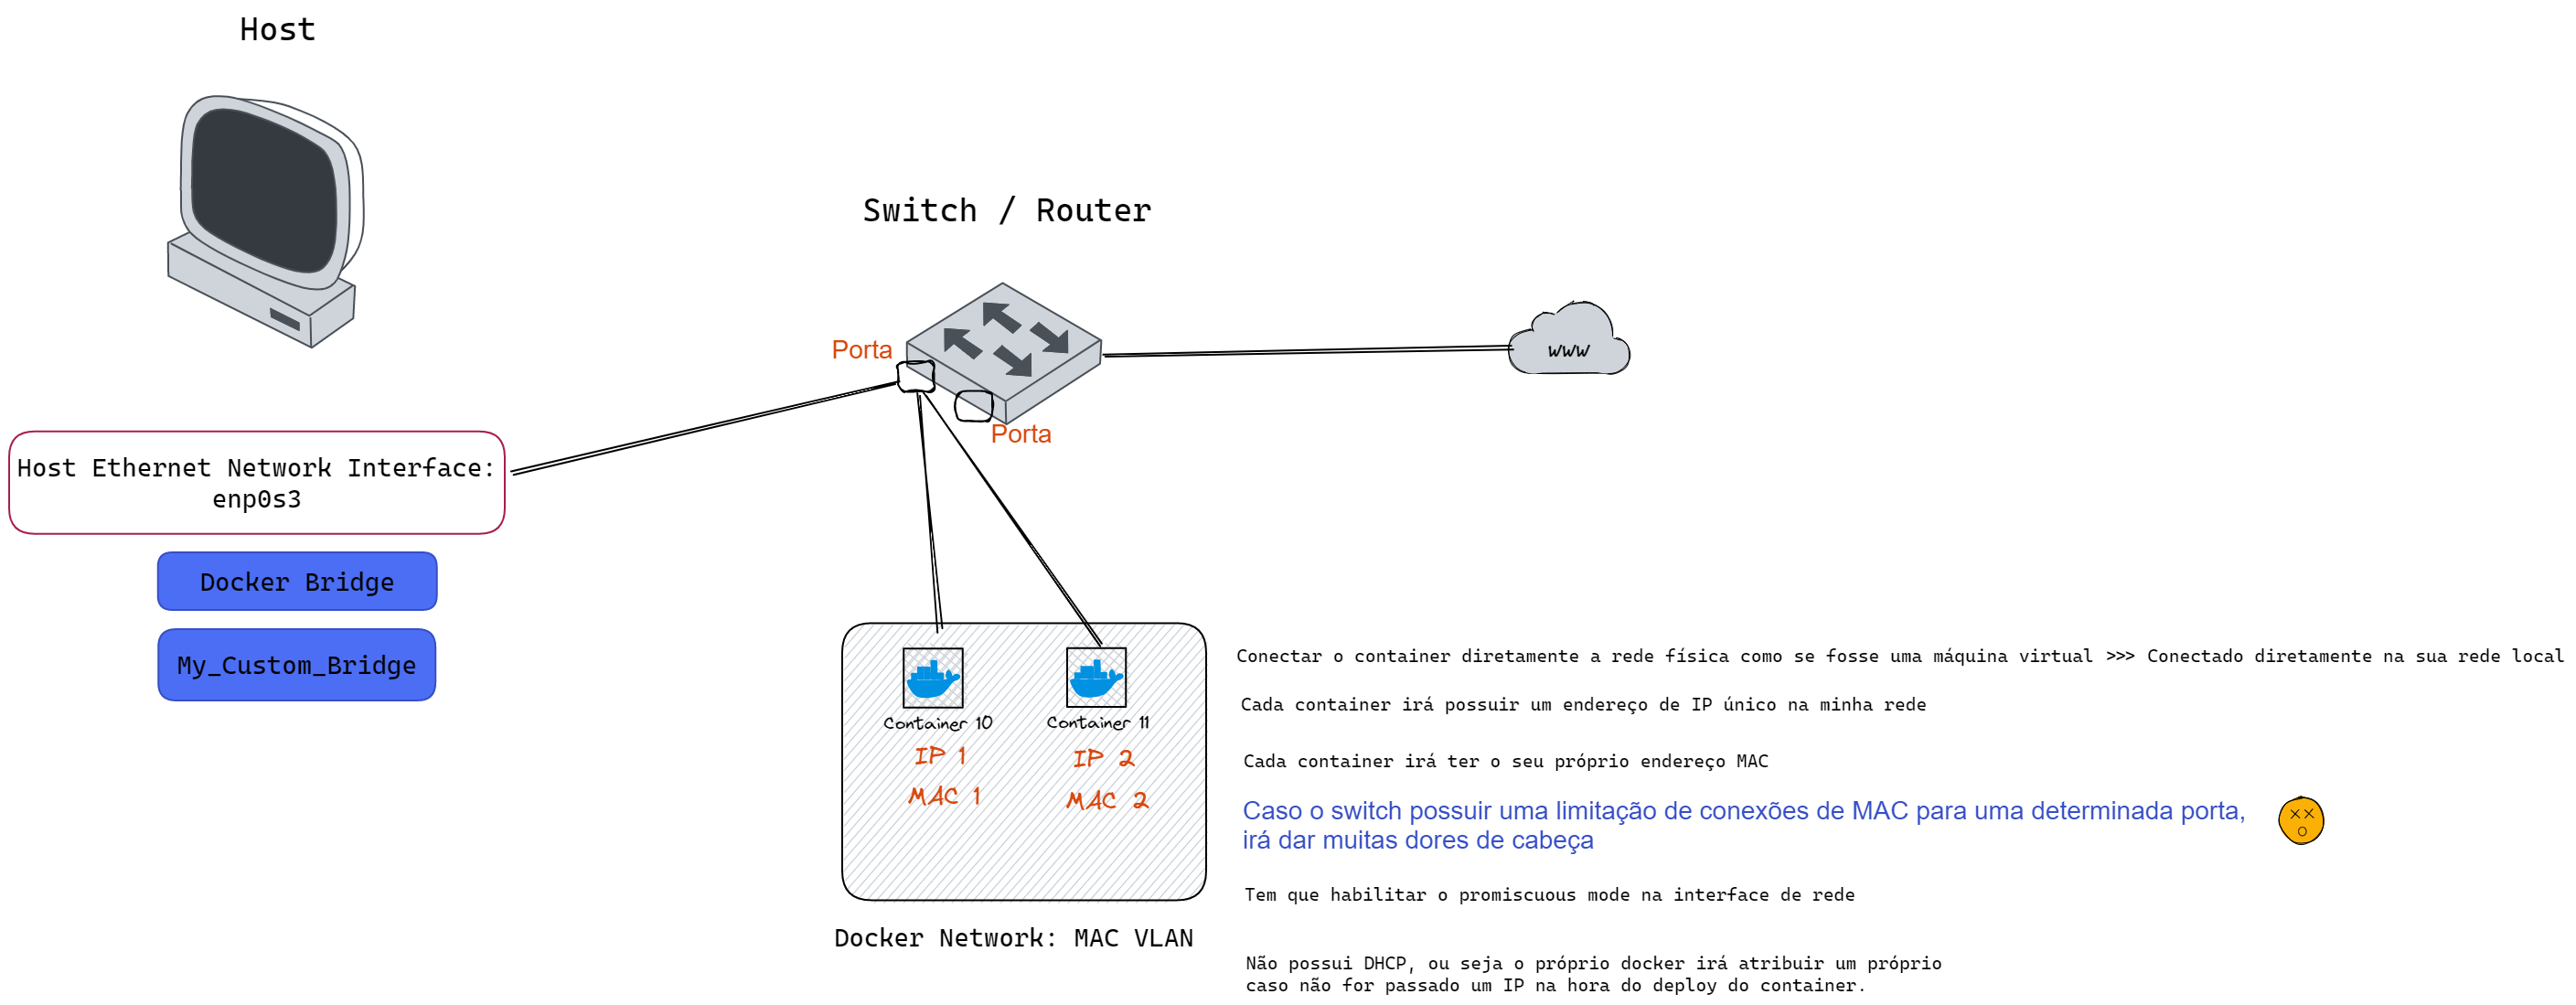 Host
Switch / Router
Porta
www
Porta
Host Ethernet Network Interface:
enp0s3
Docker Bridge
My_Custom_Bridge
Container 10
Container 11
IP 1
IP 2
MAC 1
MAC 2
Docker Network: MAC VLAN
Conectar o container diretamente a rede física como se fosse uma máquina virtual >>> Conectado diretamente na sua rede local
Cada container irá possuir um endereço de IP único na minha rede
Cada container irá ter o seu próprio endereço MAC
Caso o switch possuir uma limitação de conexões de MAC para uma determinada porta,
irá dar muitas dores de cabeça
Tem que habilitar o promiscuous mode na interface de rede
Não possui DHCP, ou seja o próprio docker irá atribuir um próprio
caso não for passado um IP na hora do deploy do container.